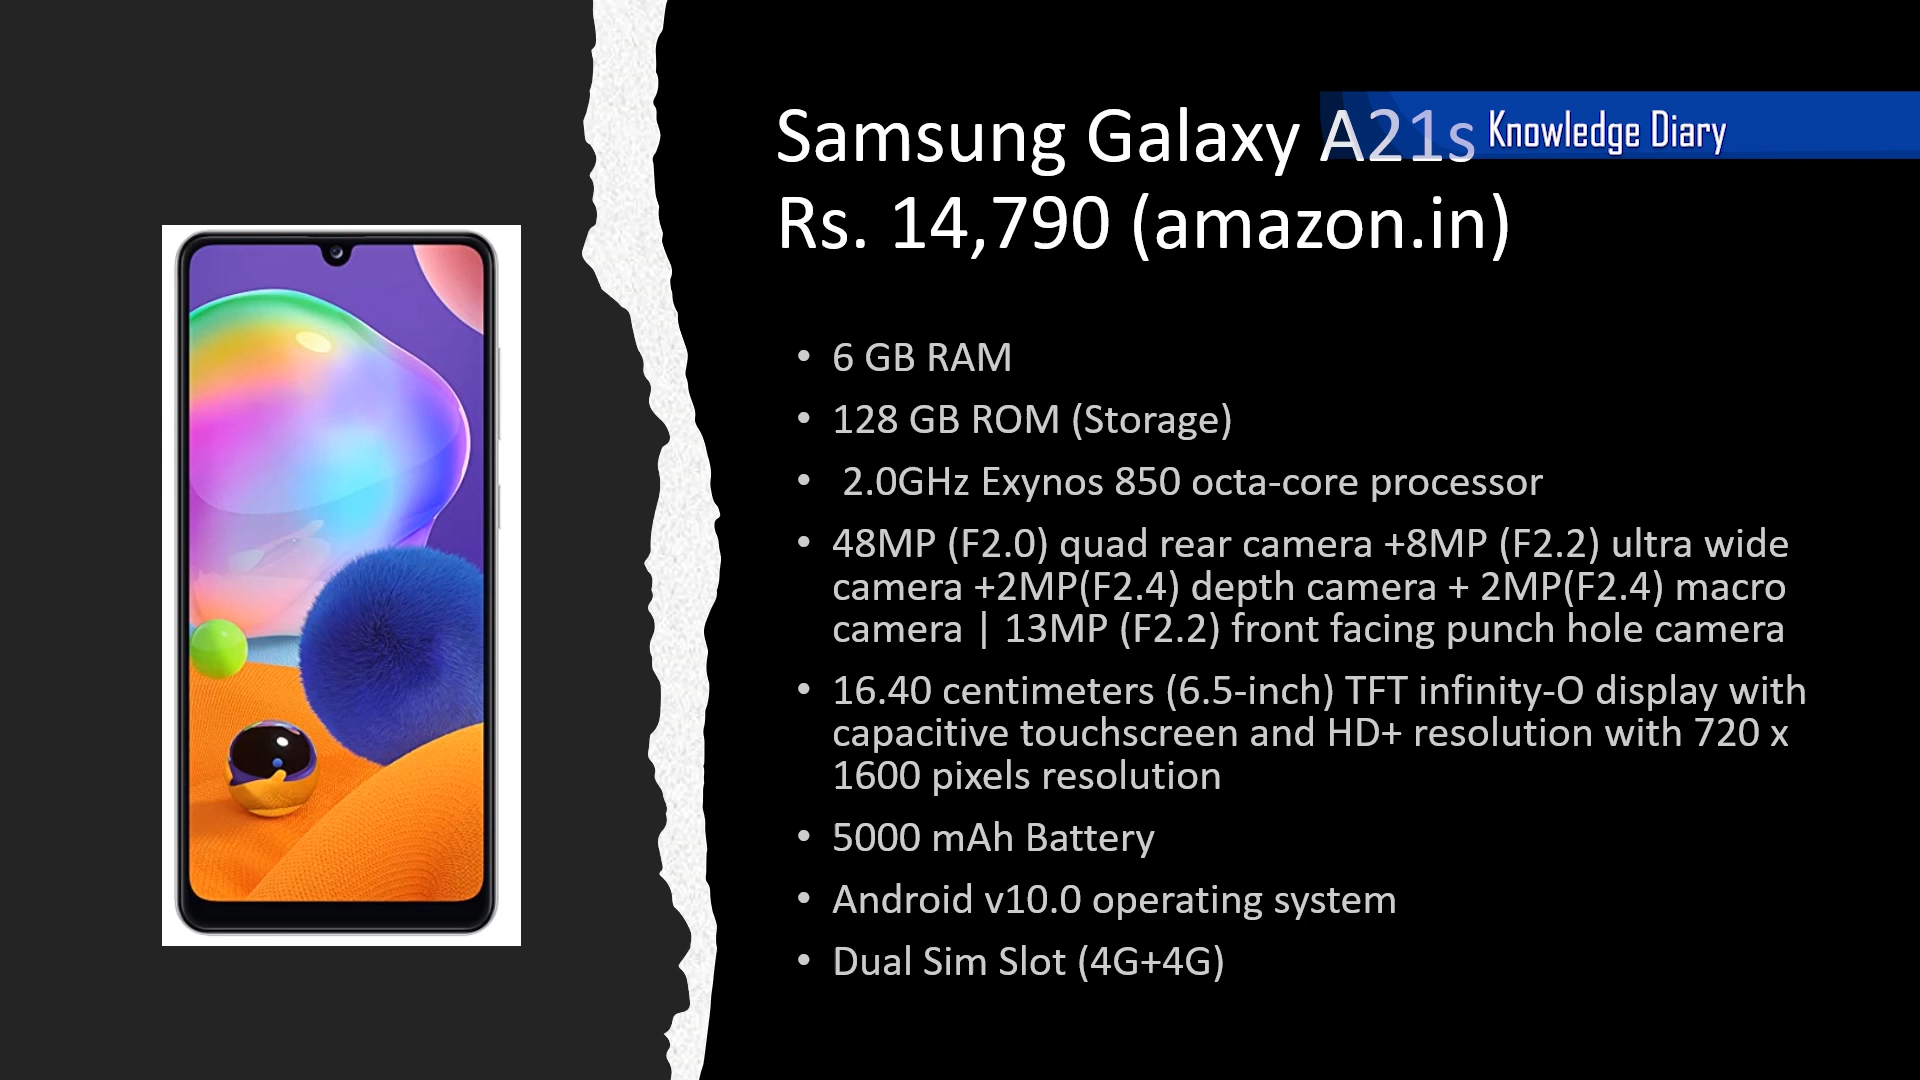 Samsung Galaxy A21s Knowledge Diary
Rs. 14,790 (amazon.in)
• 6 GB RAM
• 128 GB ROM (Storage)
• 2.0GHz Exynos 850 octa-core processor
• 48MP (F2.0) quad rear camera +8MP (F2.2) ultra wide
camera +2MP(F2.4) depth camera + 2MP(F2.4) macro
camera | 13MP (F2.2) front facing punch hole camera
• 16.40 centimeters (6.5-inch) TFT infinity-O display with
capacitive touchscreen and HD+ resolution with 720 x
1600 pixels resolution
• 5000 mAh Battery
• Android v10.0 operating system
• Dual Sim Slot (4G+4G)